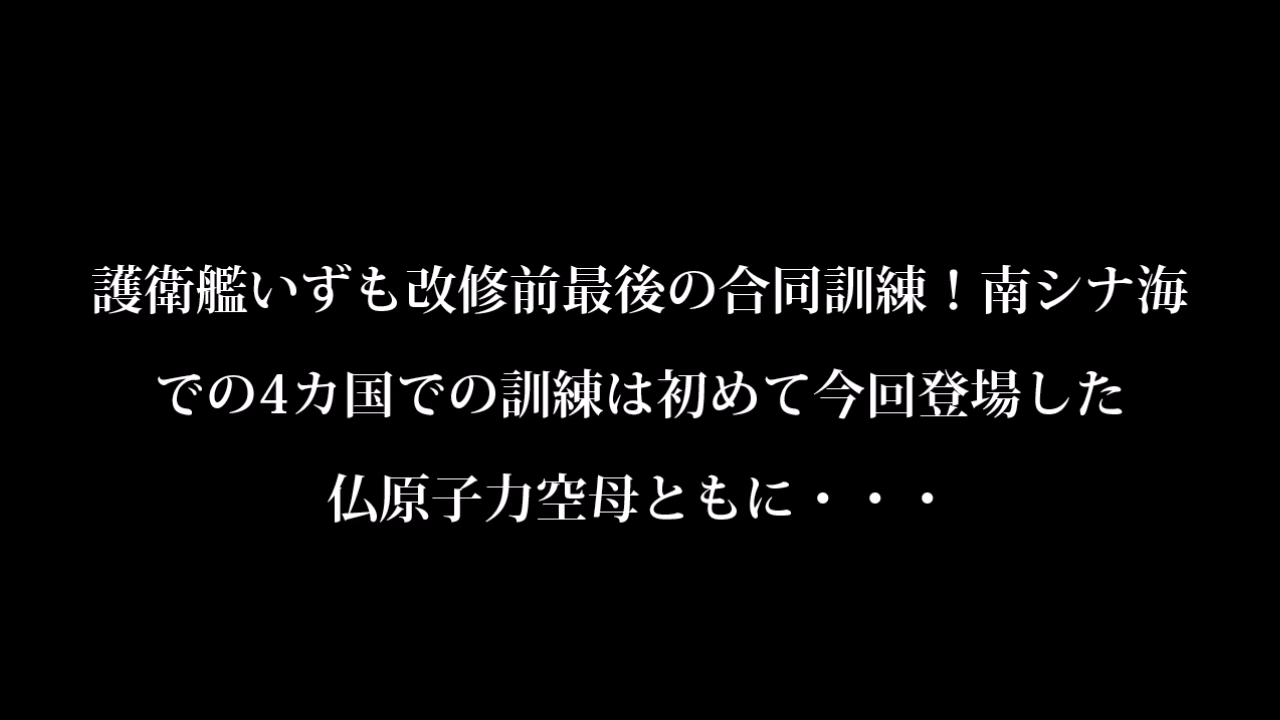 護衛艦いずも改修前最後の合同訓練！南シナ海
での4カ国での訓練は初めて今回登場した
仏原子力空母ともに・・・